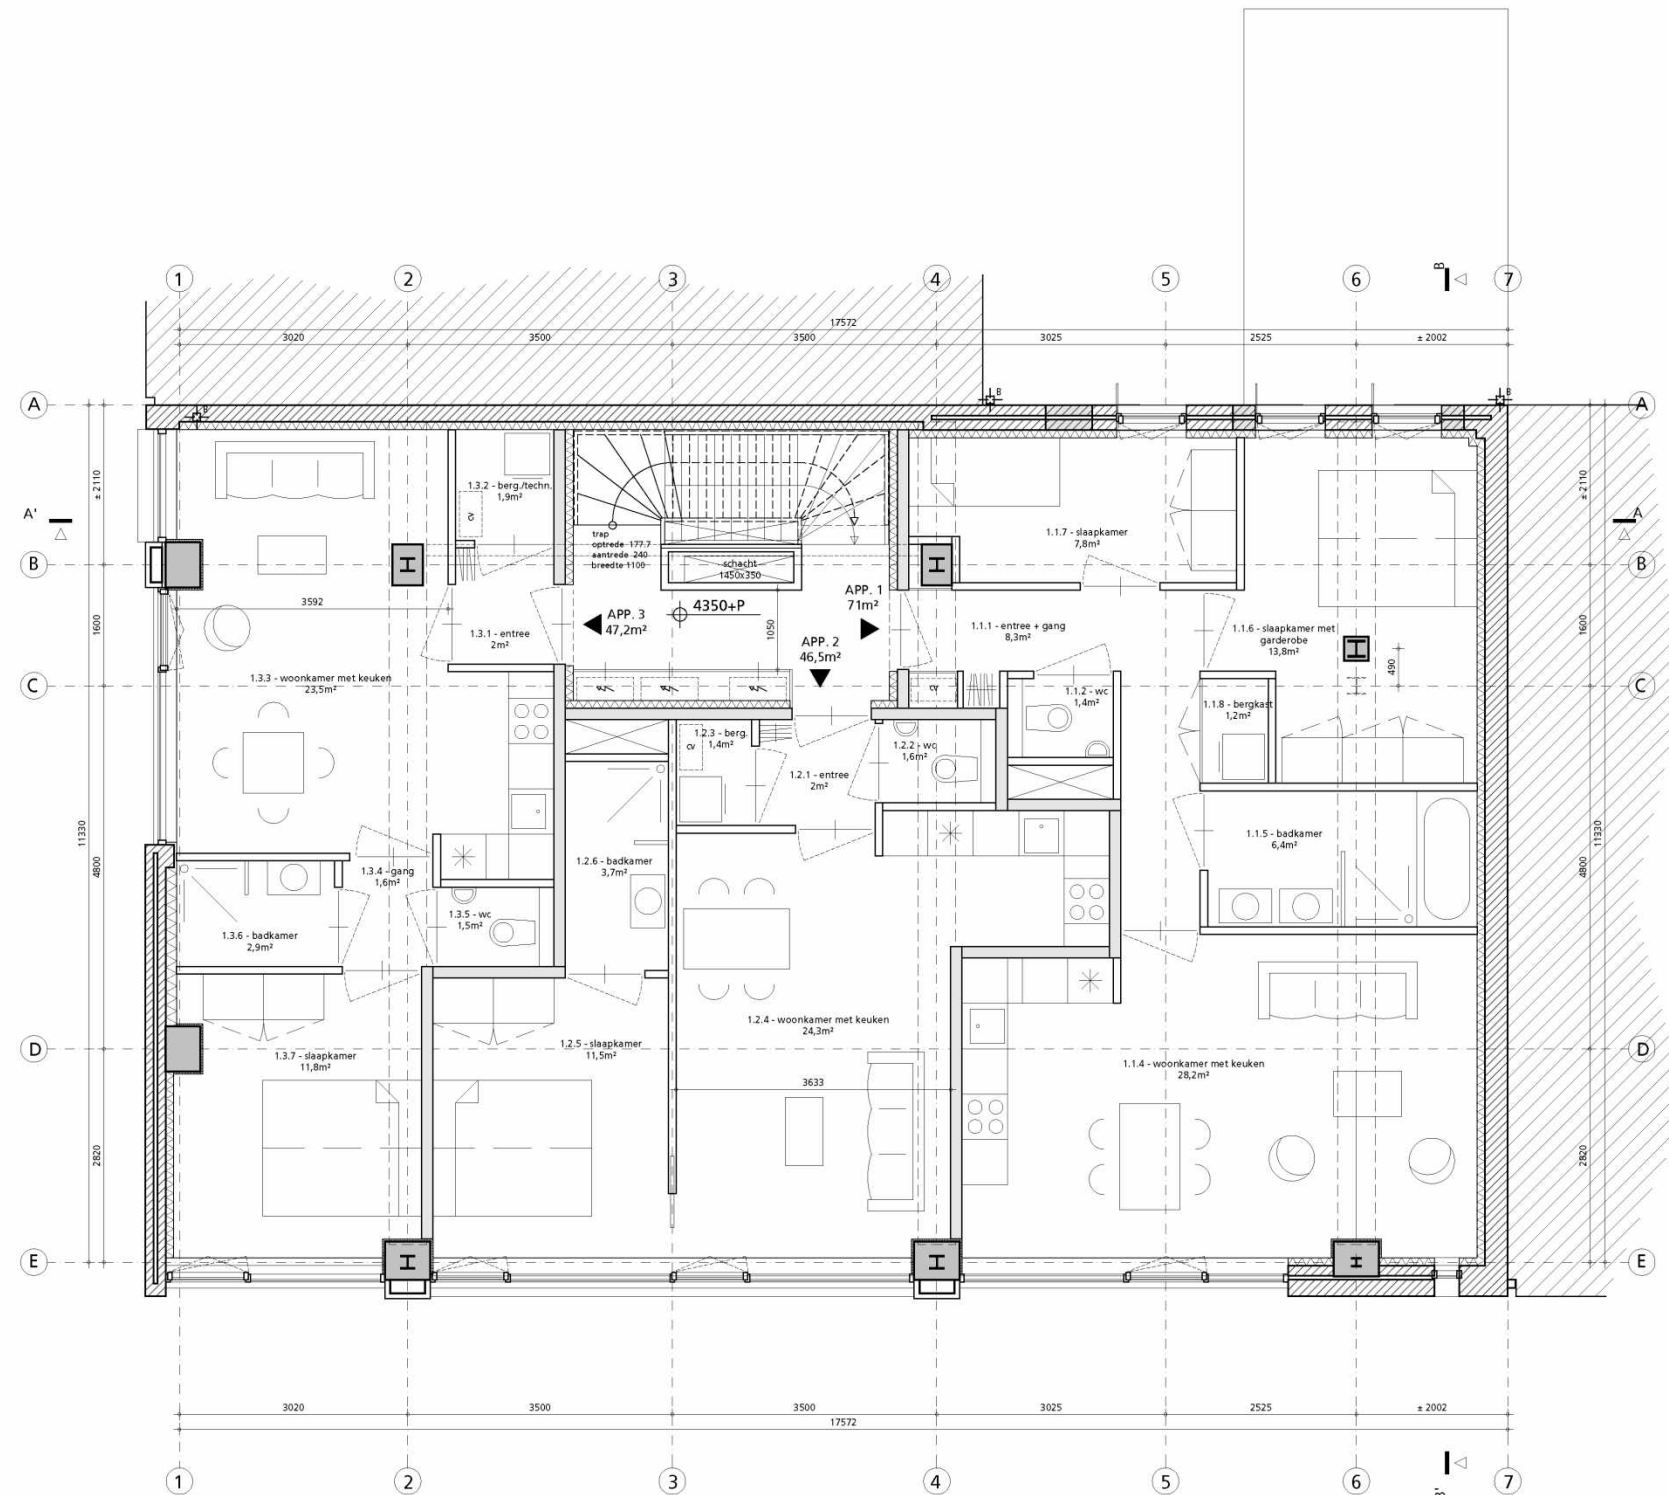 B
1 2 3 4 5 6 7
17572
3020 3500 3500 3025 2525 ± 2002
A A
B B B
± 2110 ± 2110
1.3.2 - berg./techn.
1,9m²
cv
A' A
trap
optrede 177.7
aantrede 240
breedte 1100
1.1.7 - slaapkamer
7,8m²
B B
schacht
1450x350
3592
APP. 3
47,2m²
4350+P
APP. 1
71m²
1600 1600
1050
1.3.1 - entree
2m²
1.1.1 - entree + gang
8,3m²
1.1.6 - slaapkamer met
garderobe
13,8m²
APP. 2
46,5m²
490
C C
1.3.3 - woonkamer met keuken
23,5m²
cv
1.1.2 - wc
1,4m²
1.1.8 - bergkast
1,2m²
1.2.3 - berg.
1,4m²
cv
1.2.2 - wc
1,6m²
1.2.1 - entree
2m²
11330 11330
1.1.5 - badkamer
6,4m²
4800 4800
1.3.4 - gang
1,6m²
1.2.6 - badkamer
3,7m²
1.3.5 - wc
1,5m²
1.3.6 - badkamer
2,9m²
1.2.4 - woonkamer met keuken
24,3m²
D D
1.3.7 - slaapkamer
11,8m²
1.2.5 - slaapkamer
11,5m²
1.1.4 - woonkamer met keuken
28,2m²
3633
2820 2820
E E
3020 3500 3500 3025 2525 ± 2002
17572
1 2 3 4 5 6 7